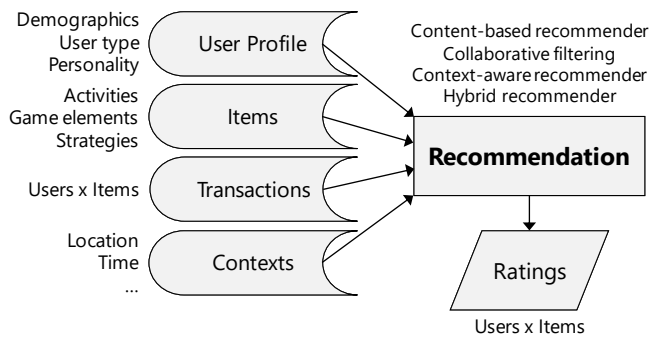 Demographics
User type
Personality
User Profile
Activities
Game elements
Strategies
Items
Users x Items
Transactions
Location
Time
...
Contexts
Content-based recommender
Collaborative filtering
Context-aware recommender
Hybrid recommender
Recommendation
Ratings
Users x Items